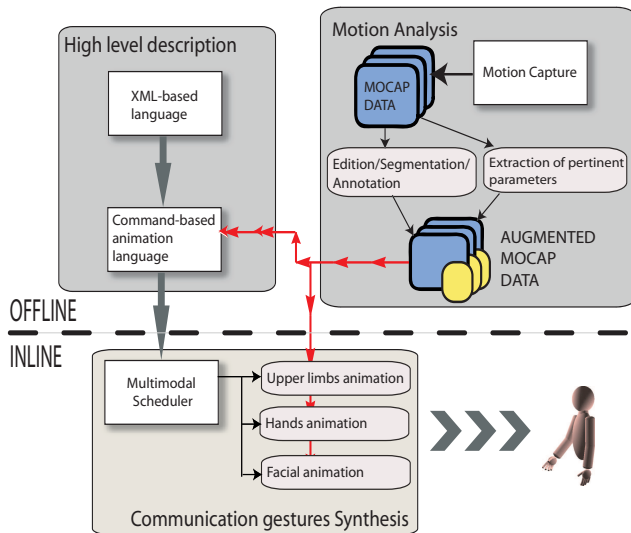 High level description
XML-based
language
Command-based
animation
language
Motion Analysis
MOCAP
DATA
Motion Capture
Edition/Segmentation/
Annotation
Extraction of pertinent
parameters
AUGMENTED
MOCAP
DATA
OFFLINE
INLINE
Multimodal
Scheduler
Upper limbs animation
Hands animation
Facial animation
Communication gestures Synthesis